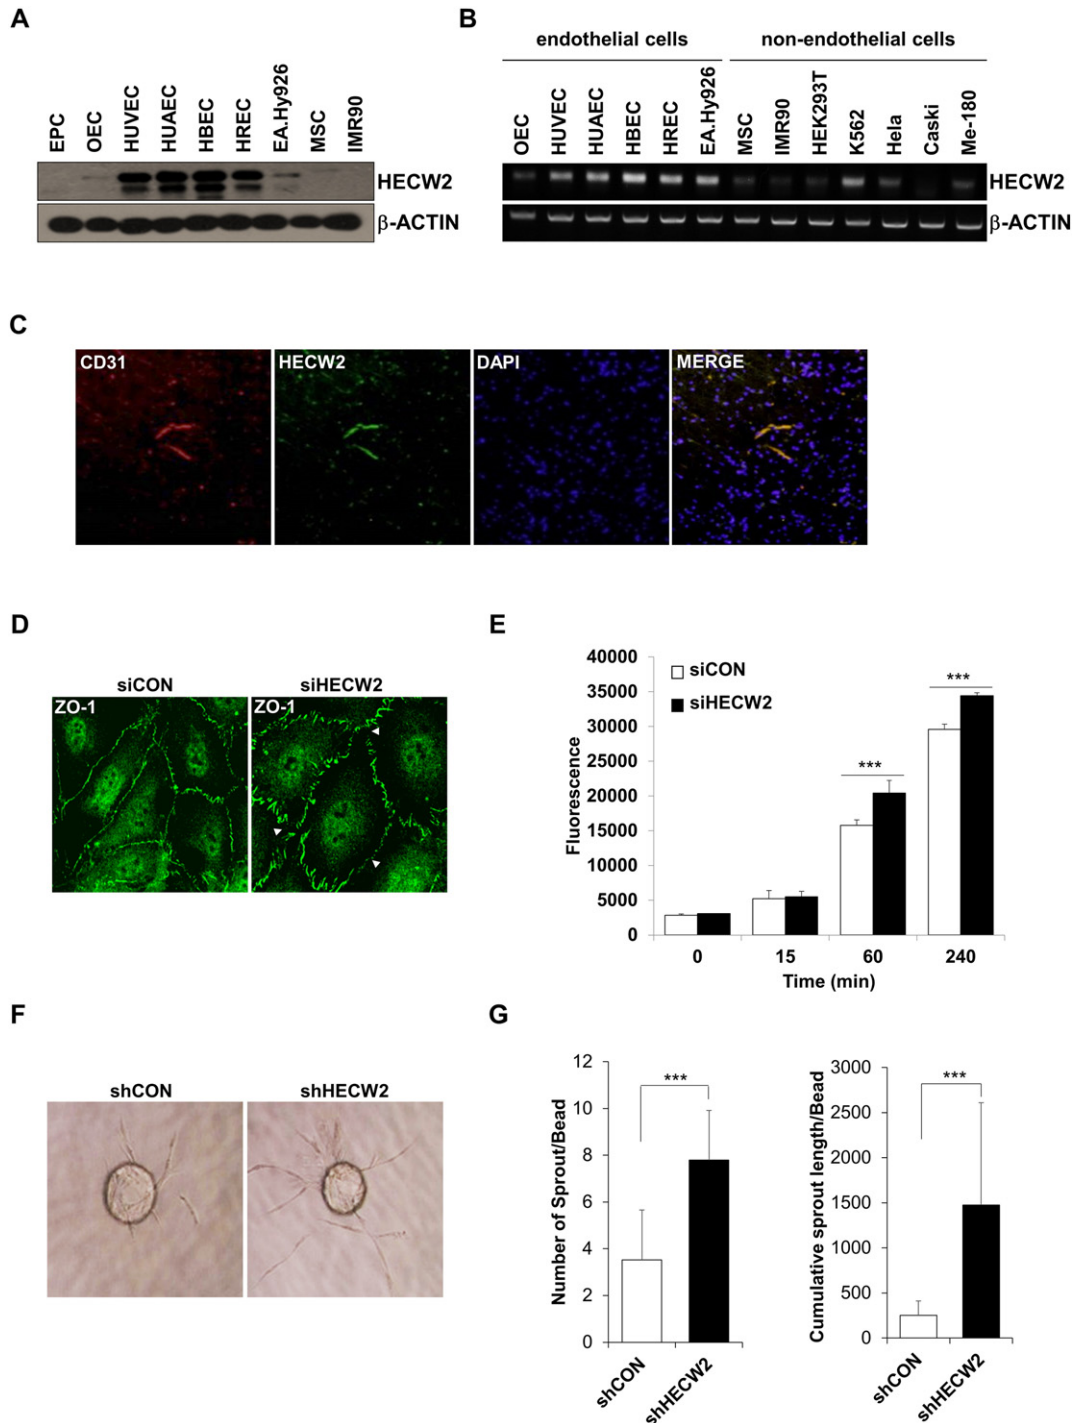 A
EPC
OEC
HUVEC
HUAEC
HBEC
HREC
EA.Hy926
MSC
IMR90
HECW2
β-ACTIN
B
endothelial cells
non-endothelial cells
OEC
HUVEC
HUAEC
HBEC
HREC
EA.Hy926
MSC
IMR90
HEK293T
K562
Hela
Caski
Me-180
HECW2
β-ACTIN
C
CD31
HECW2
DAPI
MERGE
D
siCON
siHECW2
ZO-1
ZO-1
E
siCON
siHECW2
***
***
Fluorescence
40000
35000
30000
25000
20000
15000
10000
5000
0
0 15 60 240
Time (min)
F
shCON
shHECW2
G
Number of Sprout/Bead
12
10
8
6
4
2
0
***
shCON
shHECW2
Cumulative sprout length/Bead
3000
2500
2000
1500
1000
500
0
***
shCON
shHECW2